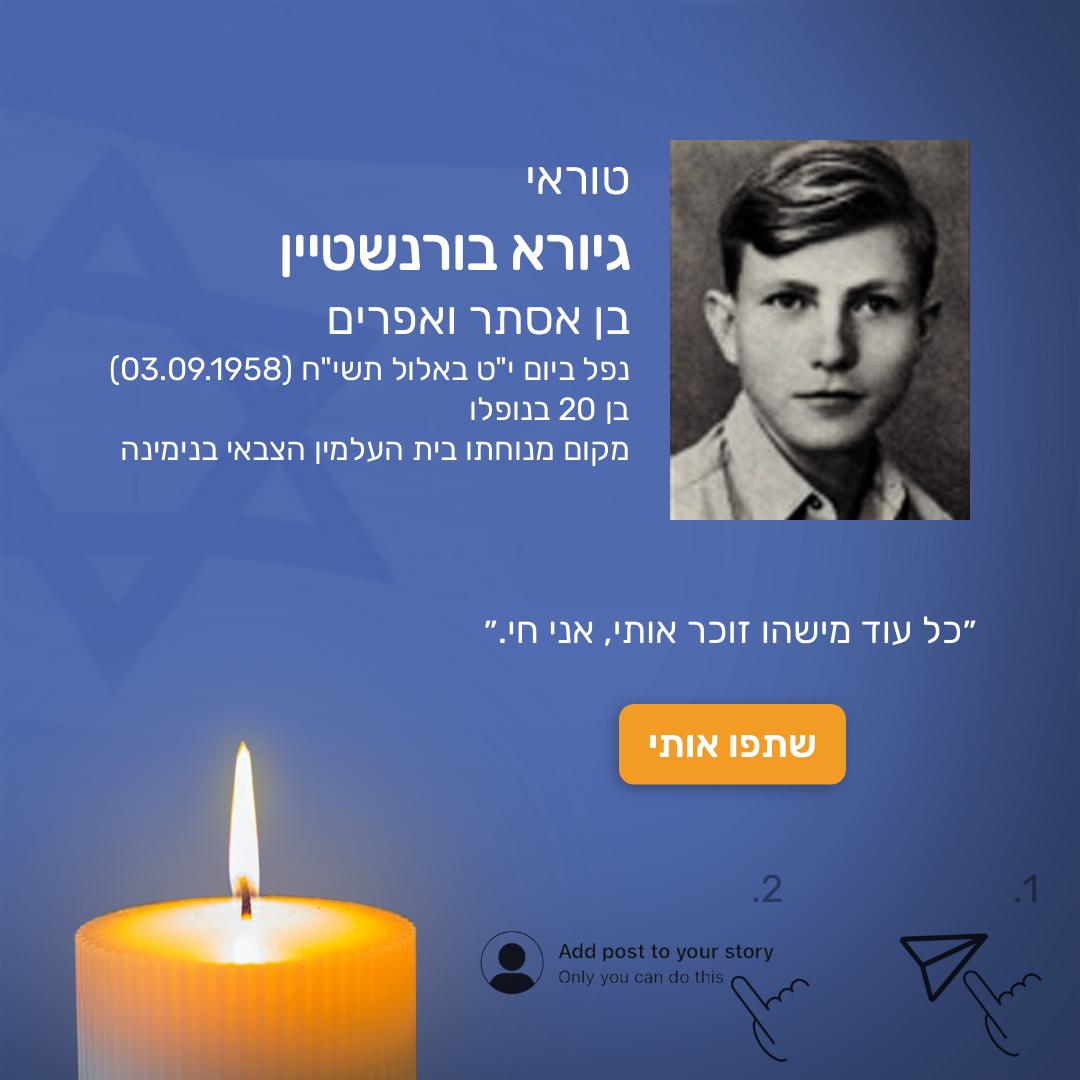 טוראי
גיורא בורנשטיין
בן אסתר ואפרים
נפל ביום י"ט באלול תשי"ח (03.09.1958)
בן 20 בנופלו
מקום מנוחתו בית העלמין הצבאי בנימינה
״כל עוד מישהו זוכר אותי, אני חי.״
שתפו אותי
1.
2.
Add post to your story
Only you can do this